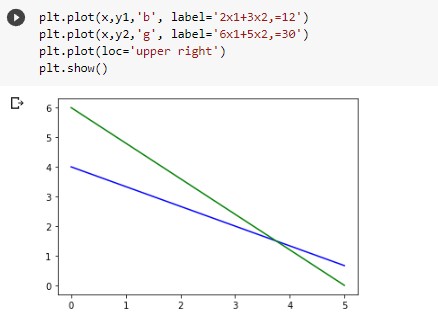 plt.plot(x,y1,'b', label='2x1+3x2,=12')
plt.plot(x,y2,'g', label='6x1+5x2,=30')
plt.plot(loc='upper right')
plt.show()
6
5
4
3
2
1
0
0 1 2 3 4 5